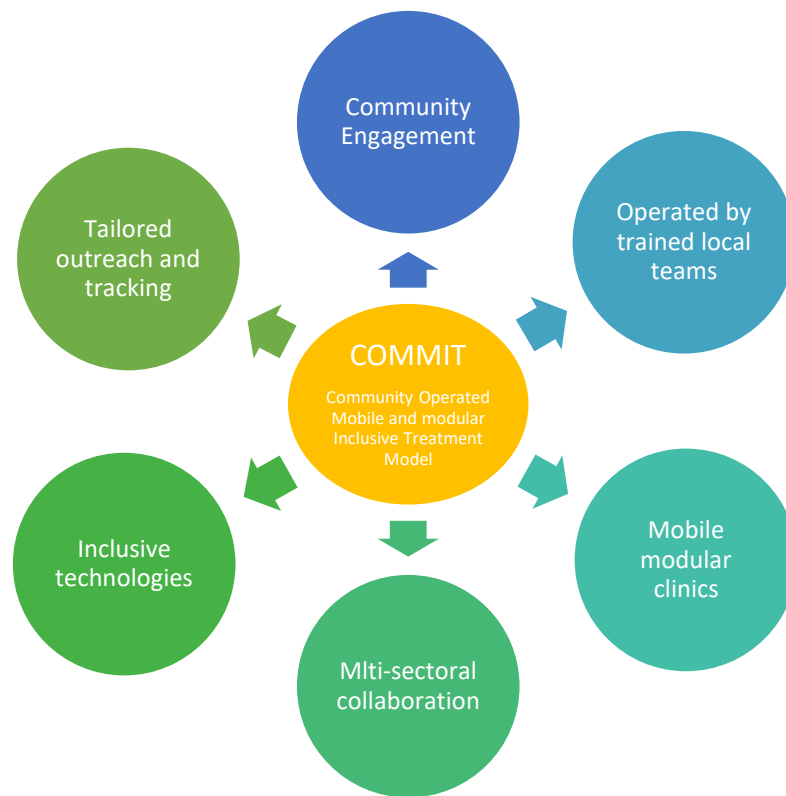 Community
Engagement
Operated by
trained local
teams
Tailored
outreach and
tracking
COMMIT
Community Operated
Mobile and modular
Inclusive Treatment
Model
Mobile
modular
clinics
Inclusive
technologies
Mlti-sectoral
collaboration